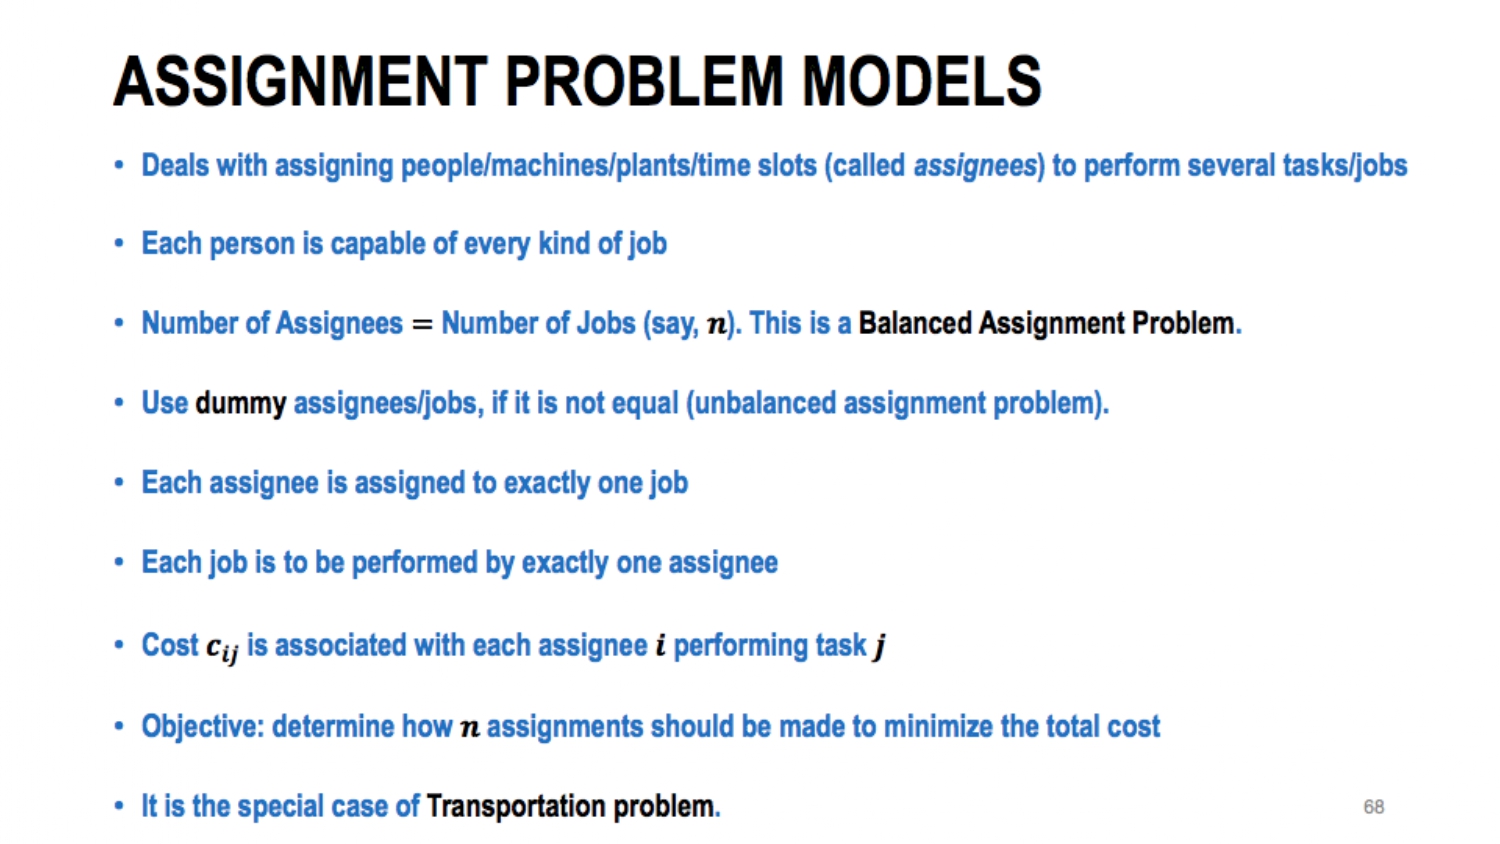 ASSIGNMENT PROBLEM MODELS
• Deals with assigning people/machines/plants/time slots (called assignees) to perform several tasks/jobs
• Each person is capable of every kind of job
• Number of Assignees = Number of Jobs (say, n). This is a Balanced Assignment Problem.
• Use dummy assignees/jobs, if it is not equal (unbalanced assignment problem).
• Each assignee is assigned to exactly one job
• Each job is to be performed by exactly one assignee
• Cost c_{ij} is associated with each assignee i performing task j
• Objective: determine how n assignments should be made to minimize the total cost
• It is the special case of Transportation problem.
68